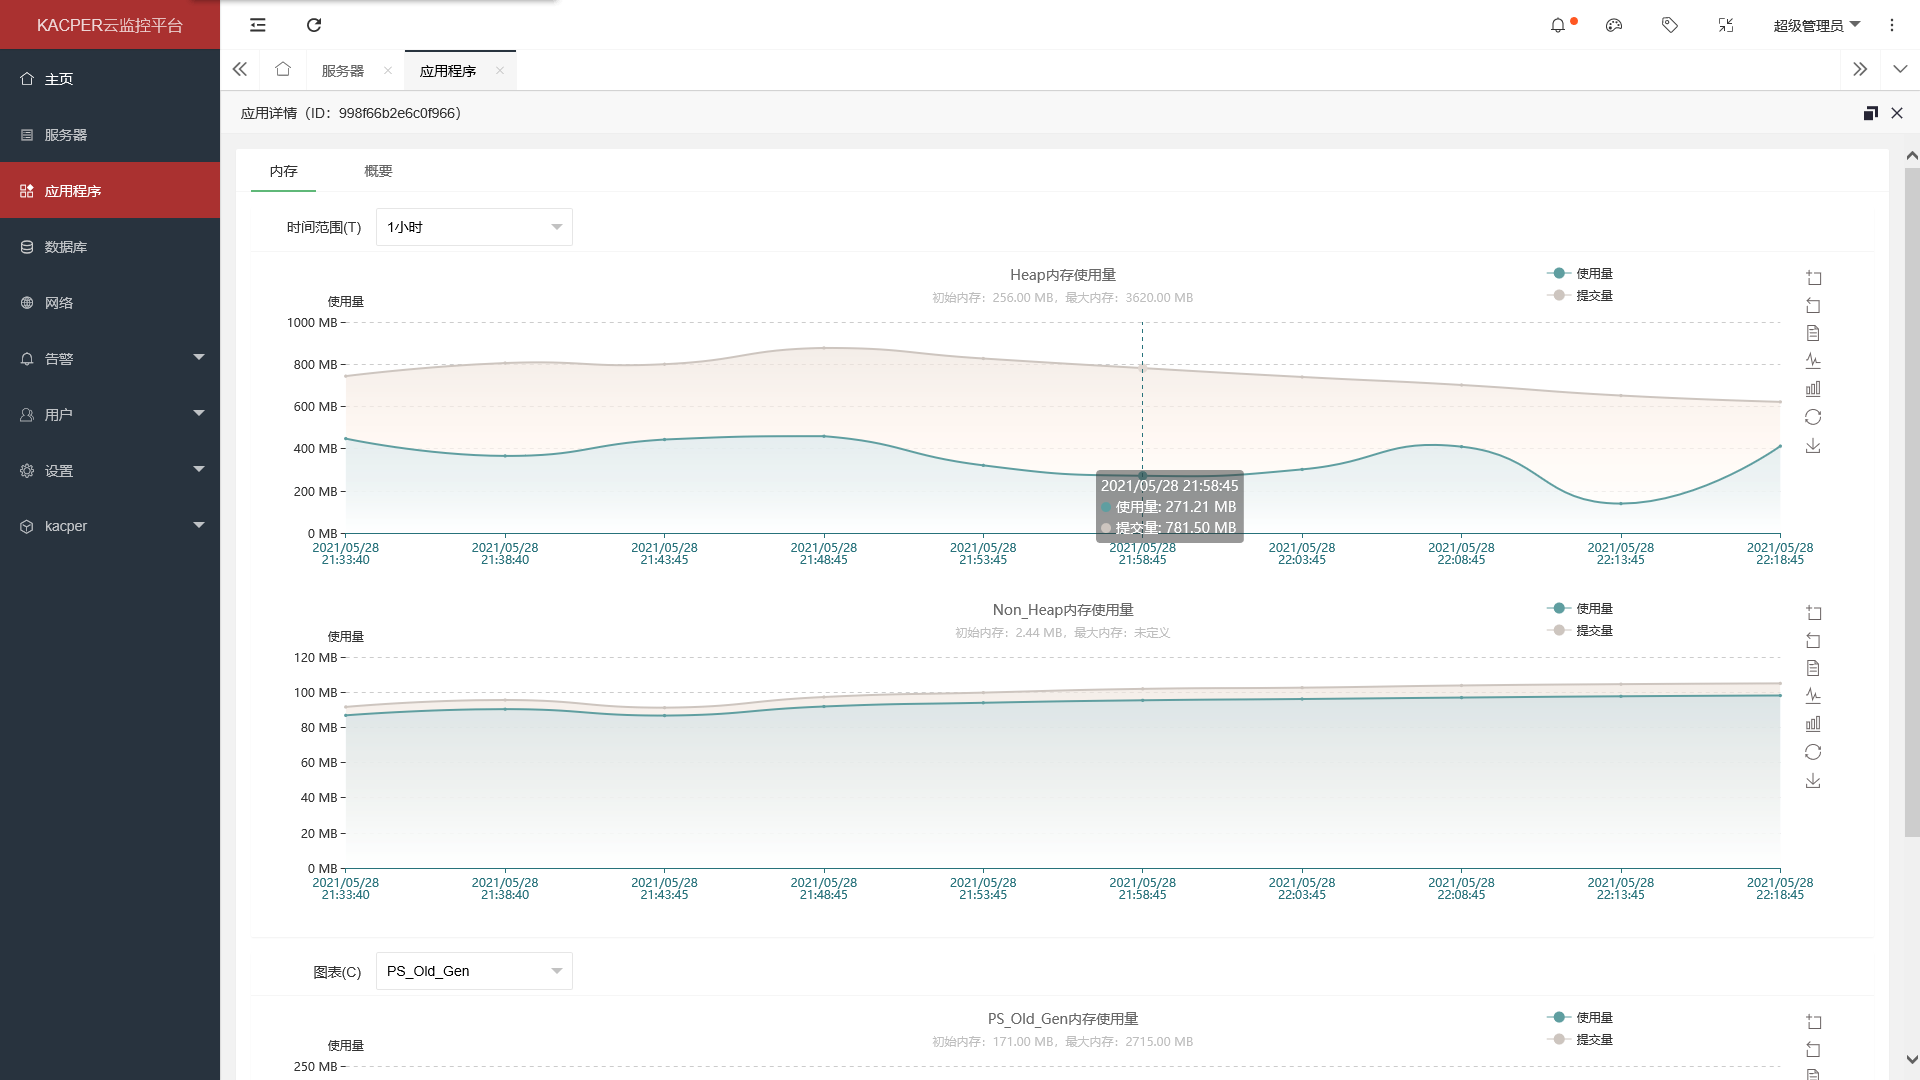 KACPER云监控平台
超级管理员
主页
服务器
应用程序
数据库
网络
告警
用户
设置
kacper
服务器
应用程序
应用详情（ID：998f66b2e6c0f966）
内存
概要
时间范围(T)
1小时
Heap内存使用量
初始内存：256.00 MB，最大内存：3620.00 MB
使用量
提交量
使用量
1000 MB
800 MB
600 MB
400 MB
200 MB
0 MB
2021/05/28 21:58:45
使用量: 271.21 MB
提交量: 781.50 MB
2021/05/28
21:33:40
2021/05/28
21:38:40
2021/05/28
21:43:45
2021/05/28
21:48:45
2021/05/28
21:53:45
2021/05/28
21:58:45
2021/05/28
22:03:45
2021/05/28
22:08:45
2021/05/28
22:13:45
2021/05/28
22:18:45
Non_Heap内存使用量
初始内存：2.44 MB，最大内存：未定义
使用量
提交量
使用量
120 MB
100 MB
80 MB
60 MB
40 MB
20 MB
0 MB
2021/05/28
21:33:40
2021/05/28
21:38:40
2021/05/28
21:43:45
2021/05/28
21:48:45
2021/05/28
21:53:45
2021/05/28
21:58:45
2021/05/28
22:03:45
2021/05/28
22:08:45
2021/05/28
22:13:45
2021/05/28
22:18:45
图表(C)
PS_Old_Gen
PS_Old_Gen内存使用量
初始内存：171.00 MB，最大内存：2715.00 MB
使用量
提交量
使用量
250 MB